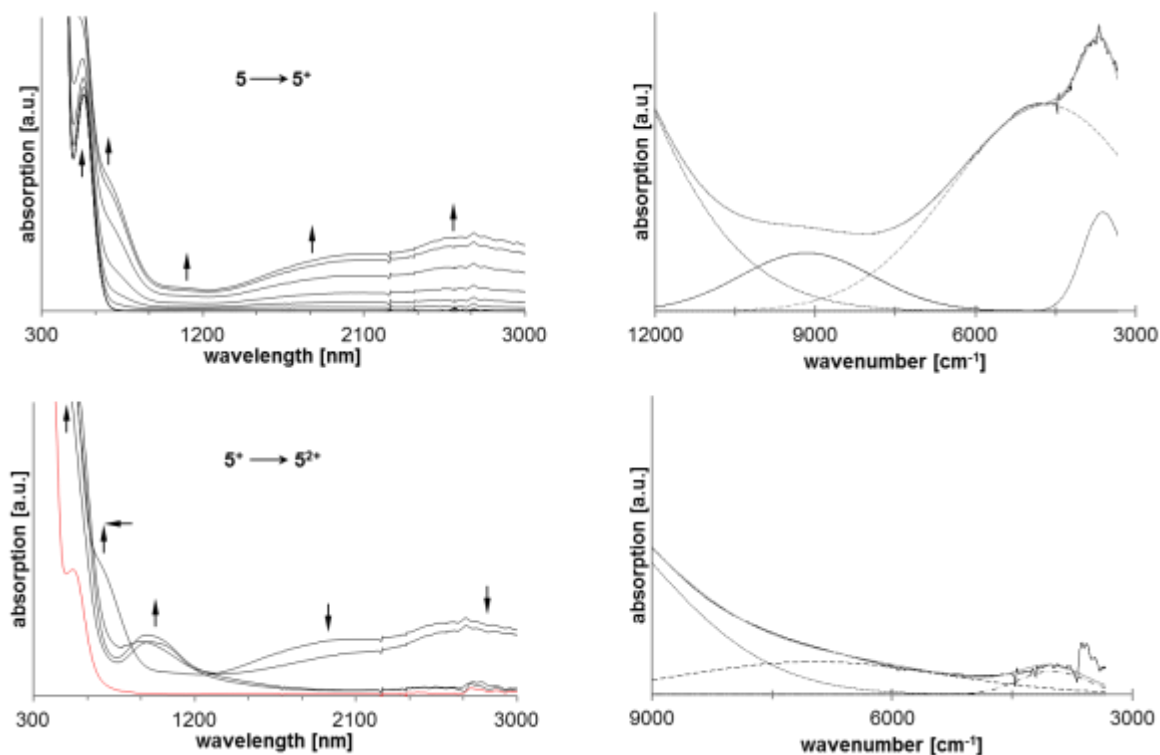 absorption [a.u.]
5 → 5⁺
300 1200 2100 3000
wavelength [nm]
absorption [a.u.]
12000 9000 6000 3000
wavenumber [cm⁻¹]
absorption [a.u.]
5⁺ → 5²⁺
300 1200 2100 3000
wavelength [nm]
absorption [a.u.]
9000 6000 3000
wavenumber [cm⁻¹]